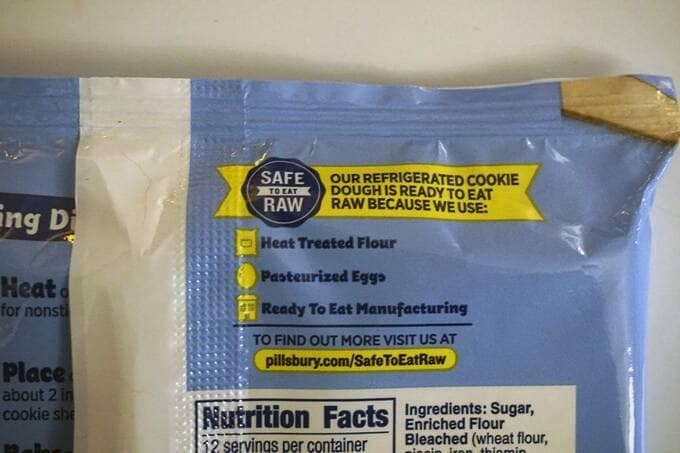 SAFE
TO EAT
RAW
OUR REFRIGERATED COOKIE
DOUGH IS READY TO EAT
RAW BECAUSE WE USE:
Heat Treated Flour
Pasteurized Eggs
Ready To Eat Manufacturing
TO FIND OUT MORE VISIT US AT
pillsbury.com/SafeToEatRaw
Nutrition Facts
12 servings per container
Ingredients: Sugar,
Enriched Flour
Bleached (wheat flour,
niacin, iron, thiamin
ing Di
Heat
for nonsti
Place
about 2 in
cookie she